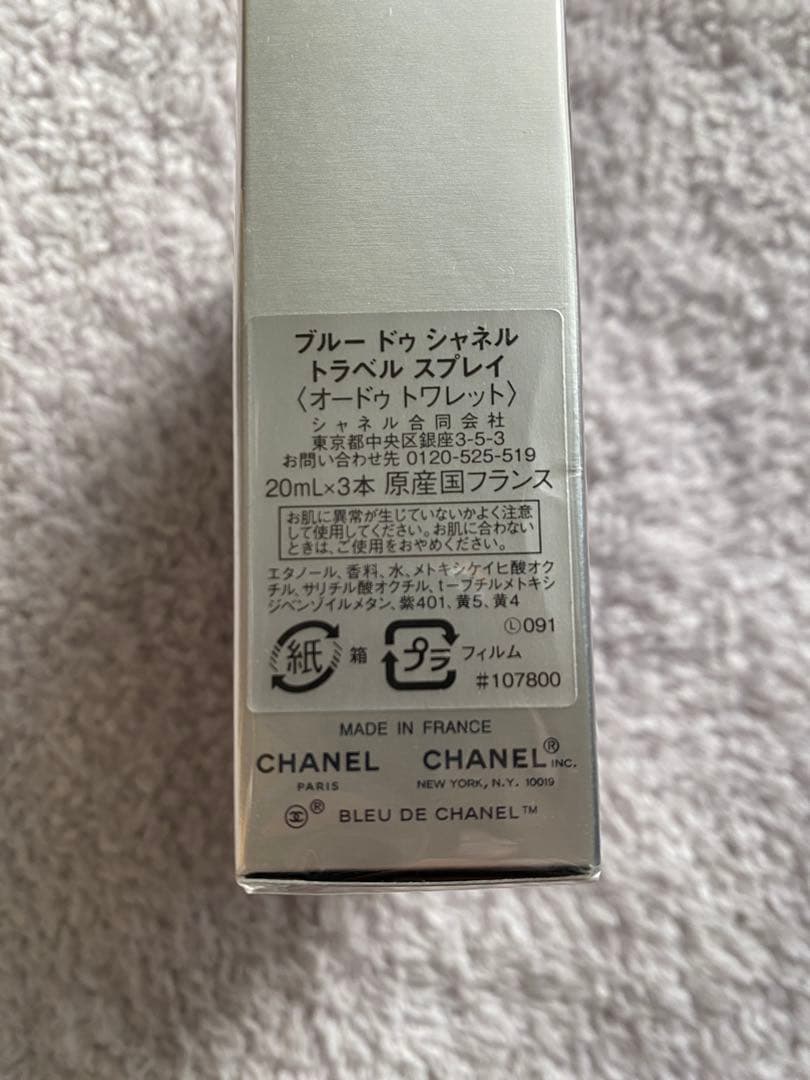 ブルー ドゥ シャネル
トラベル スプレイ
〈オードゥ トワレット〉
シャネル合同会社
東京都中央区銀座3-5-3
お問い合わせ先 0120-525-519
20mL×3本 原産国フランス
お肌に異常が生じていないかよく注意
して使用してください。お肌に合わない
ときは、ご使用をおやめください。
エタノール、香料、水、メトキシケイヒ酸オク
チル、サリチル酸オクチル、t-ブチルメトキシ
ジベンゾイルメタン、紫401、黄5、黄4
Ⓛ091
紙 箱 プラ フィルム
#107800
MADE IN FRANCE
CHANEL CHANEL® INC.
PARIS NEW YORK, N.Y. 10019
® BLEU DE CHANEL™